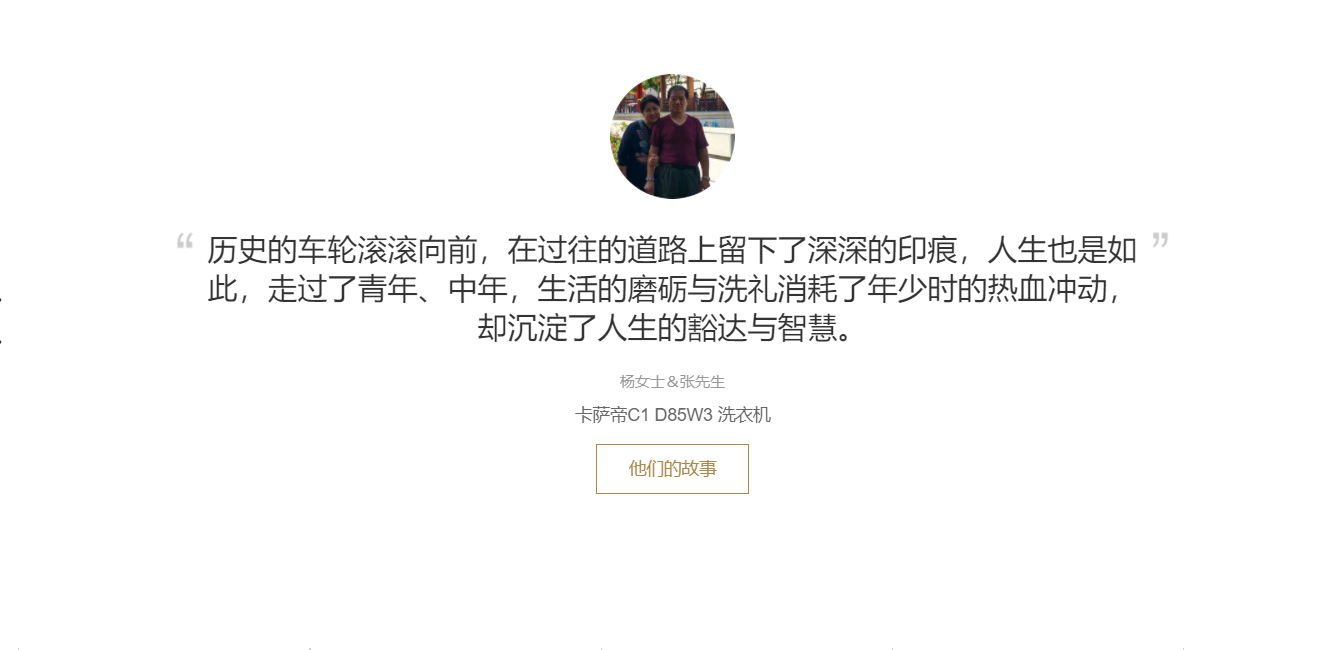 “ 历史的车轮滚滚向前，在过往的道路上留下了深深的印痕，人生也是如 ”
此，走过了青年、中年，生活的磨砺与洗礼消耗了年少时的热血冲动，
却沉淀了人生的豁达与智慧。
杨女士&张先生
卡萨帝C1 D85W3 洗衣机
他们的故事